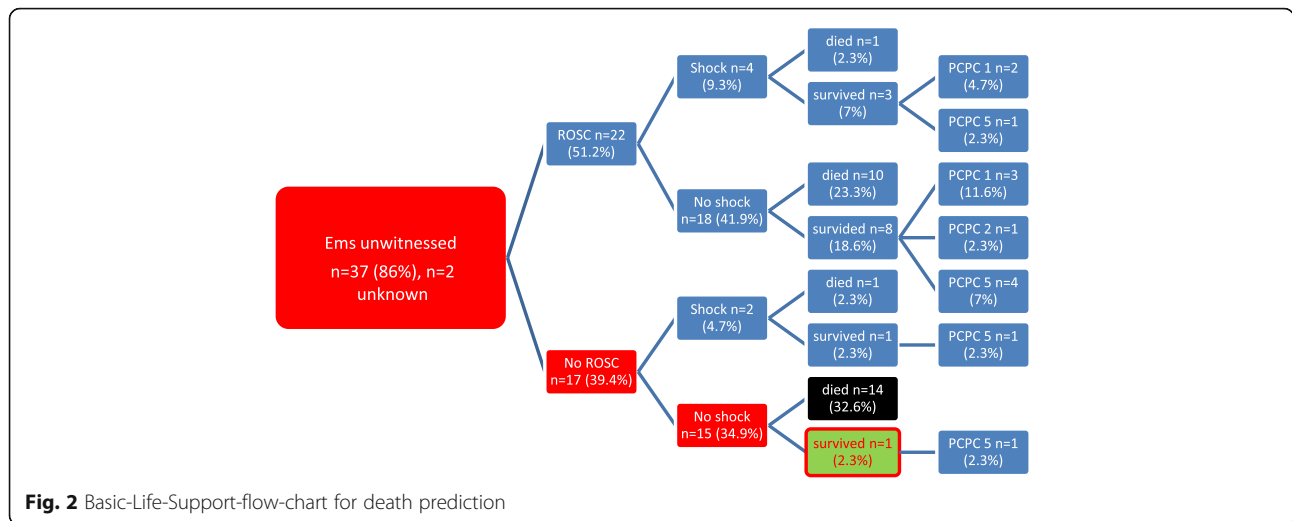 Ems unwitnessed
n=37 (86%), n=2
unknown
ROSC n=22
(51.2%)
No ROSC
n=17 (39.4%)
Shock n=4
(9.3%)
No shock
n=18 (41.9%)
Shock n=2
(4.7%)
No shock
n=15 (34.9%)
died n=1
(2.3%)
survived n=3
(7%)
died n=10
(23.3%)
survided n=8
(18.6%)
died n=1
(2.3%)
survived n=1
(2.3%)
died n=14
(32.6%)
survived n=1
(2.3%)
PCPC 1 n=2
(4.7%)
PCPC 5 n=1
(2.3%)
PCPC 1 n=3
(11.6%)
PCPC 2 n=1
(2.3%)
PCPC 5 n=4
(7%)
PCPC 5 n=1
(2.3%)
PCPC 5 n=1
(2.3%)
Fig. 2 Basic-Life-Support-flow-chart for death prediction